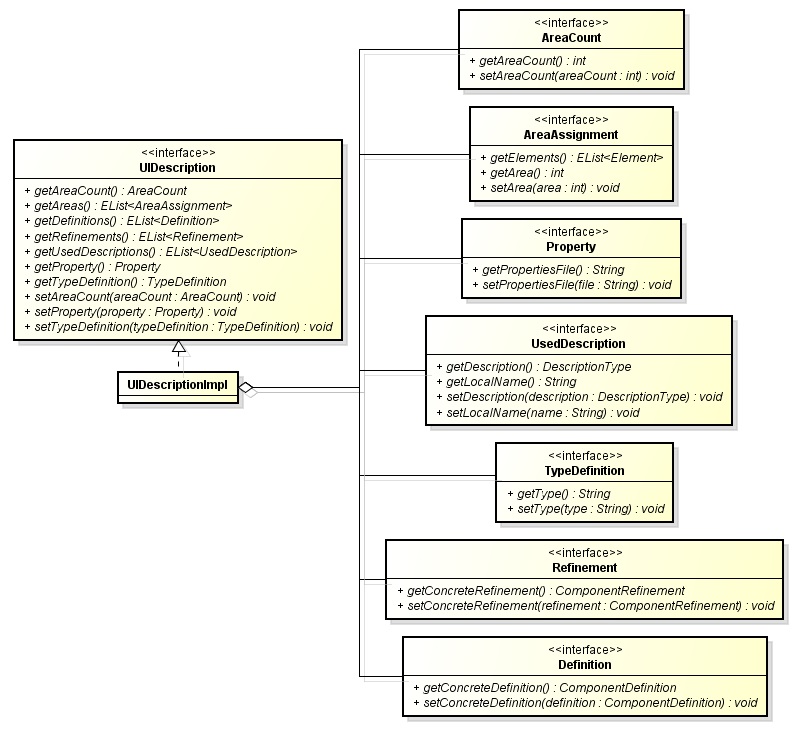 <<interface>>
UIDescription
+ getAreaCount() : AreaCount
+ getAreas() : EList<AreaAssignment>
+ getDefinitions() : EList<Definition>
+ getRefinements() : EList<Refinement>
+ getUsedDescriptions() : EList<UsedDescription>
+ getProperty() : Property
+ getTypeDefinition() : TypeDefinition
+ setAreaCount(areaCount : AreaCount) : void
+ setProperty(property : Property) : void
+ setTypeDefinition(typeDefinition : TypeDefinition) : void
UIDescriptionImpl
<<interface>>
AreaCount
+ getAreaCount() : int
+ setAreaCount(areaCount : int) : void
<<interface>>
AreaAssignment
+ getElements() : EList<Element>
+ getArea() : int
+ setArea(area : int) : void
<<interface>>
Property
+ getPropertiesFile() : String
+ setPropertiesFile(file : String) : void
<<interface>>
UsedDescription
+ getDescription() : DescriptionType
+ getLocalName() : String
+ setDescription(description : DescriptionType) : void
+ setLocalName(name : String) : void
<<interface>>
TypeDefinition
+ getType() : String
+ setType(type : String) : void
<<interface>>
Refinement
+ getConcreteRefinement() : ComponentRefinement
+ setConcreteRefinement(refinement : ComponentRefinement) : void
<<interface>>
Definition
+ getConcreteDefinition() : ComponentDefinition
+ setConcreteDefinition(definition : ComponentDefinition) : void